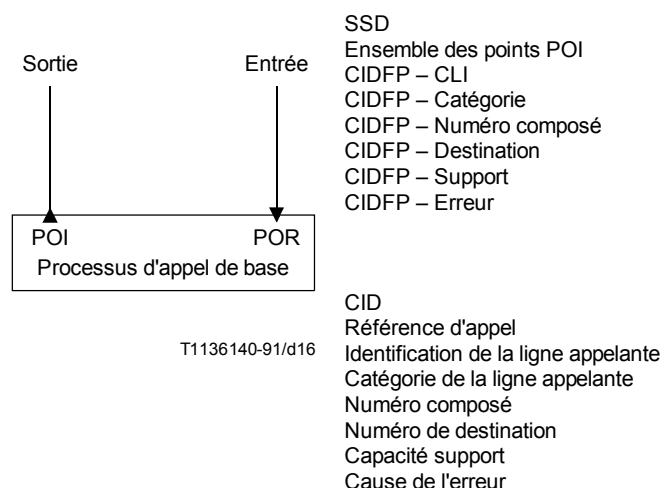 Sortie
Entrée
POI
POR
Processus d'appel de base
T1136140-91/d16
SSD
Ensemble des points POI
CIDFP – CLI
CIDFP – Catégorie
CIDFP – Numéro composé
CIDFP – Destination
CIDFP – Support
CIDFP – Erreur
CID
Référence d'appel
Identification de la ligne appelante
Catégorie de la ligne appelante
Numéro composé
Numéro de destination
Capacité support
Cause de l'erreur